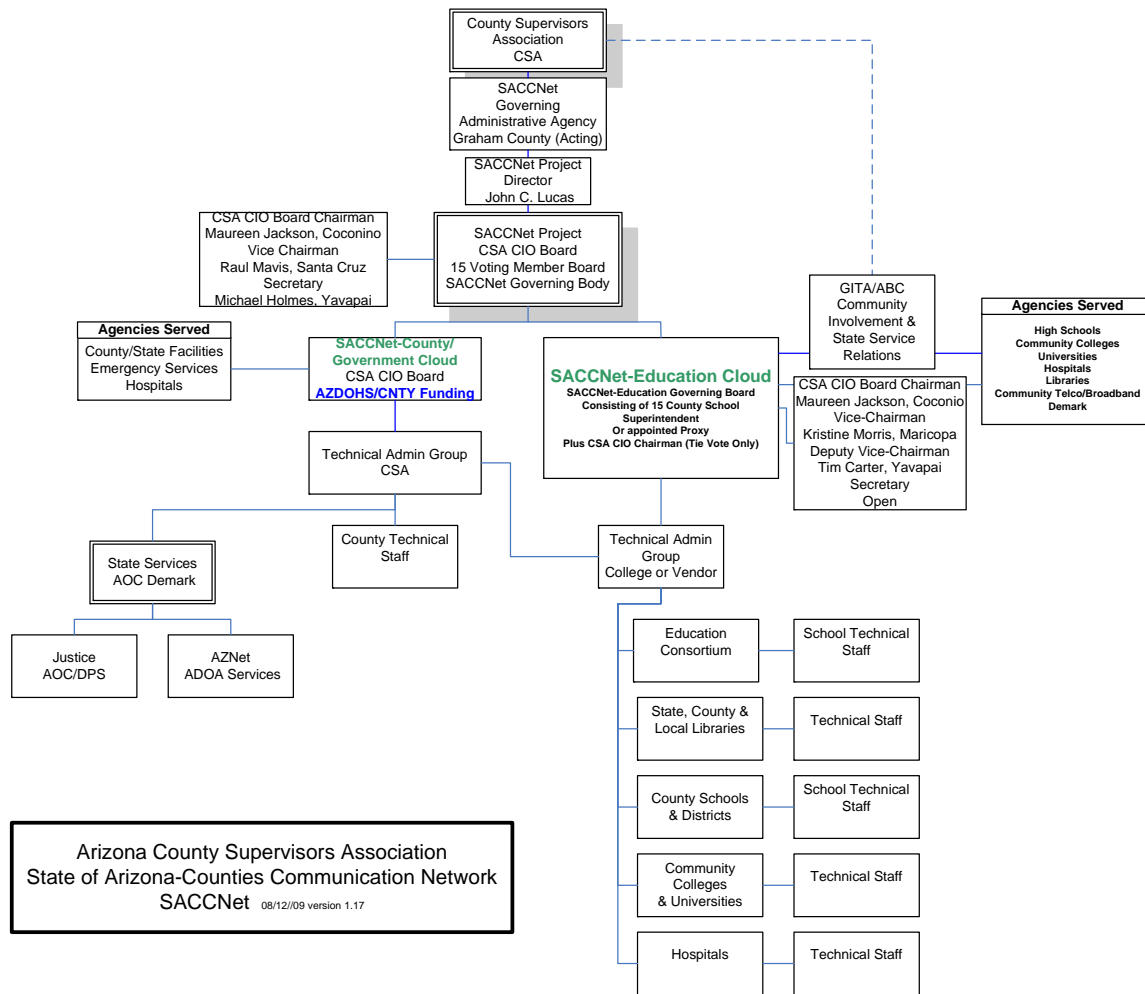 County Supervisors
Association
CSA
SACCNet
Governing
Administrative Agency
Graham County (Acting)
SACCNet Project
Director
John C. Lucas
CSA CIO Board Chairman
Maureen Jackson, Coconino
Vice Chairman
Raul Mavis, Santa Cruz
Secretary
Michael Holmes, Yavapai
SACCNet Project
CSA CIO Board
15 Voting Member Board
SACCNet Governing Body
GITA/ABC
Community
Involvement &
State Service
Relations
Agencies Served
High Schools
Community Colleges
Universities
Hospitals
Libraries
Community Telco/Broadband
Demark
Agencies Served
County/State Facilities
Emergency Services
Hospitals
SACCNet-County/
Government Cloud
CSA CIO Board
AZDOHS/CNTY Funding
SACCNet-Education Cloud
SACCNet-Education Governing Board
Consisting of 15 County School
Superintendent
Or appointed Proxy
Plus CSA CIO Chairman (Tie Vote Only)
CSA CIO Board Chairman
Maureen Jackson, Coconio
Vice-Chairman
Kristine Morris, Maricopa
Deputy Vice-Chairman
Tim Carter, Yavapai
Secretary
Open
Technical Admin Group
CSA
State Services
AOC Demark
County Technical
Staff
Technical Admin
Group
College or Vendor
Justice
AOC/DPS
AZNet
ADOA Services
Education
Consortium
School Technical
Staff
State, County &
Local Libraries
Technical Staff
County Schools
& Districts
School Technical
Staff
Community
Colleges
& Universities
Technical Staff
Hospitals
Technical Staff
Arizona County Supervisors Association
State of Arizona-Counties Communication Network
SACCNet 08/12//09 version 1.17